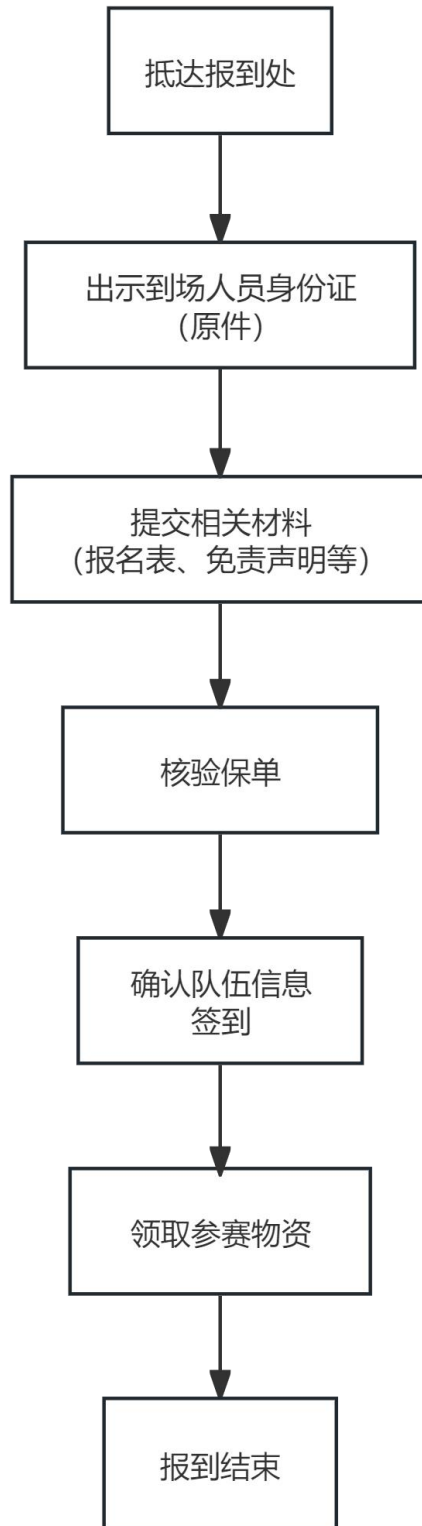 抵达报到处
出示到场人员身份证
（原件）
提交相关材料
（报名表、免责声明等）
核验保单
确认队伍信息
签到
领取参赛物资
报到结束